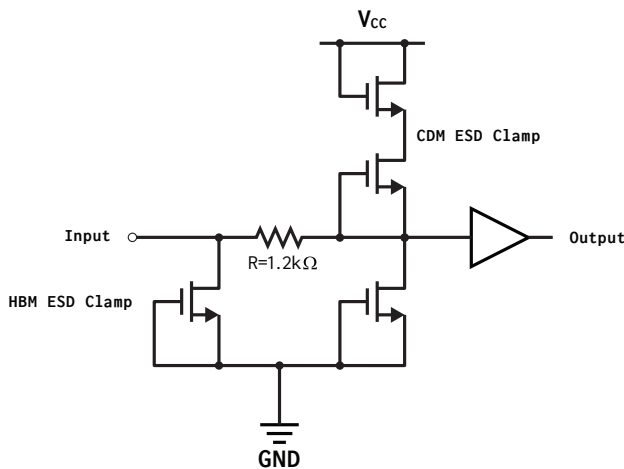 VCC
CDM ESD Clamp
Input
R=1.2kΩ
Output
HBM ESD Clamp
GND